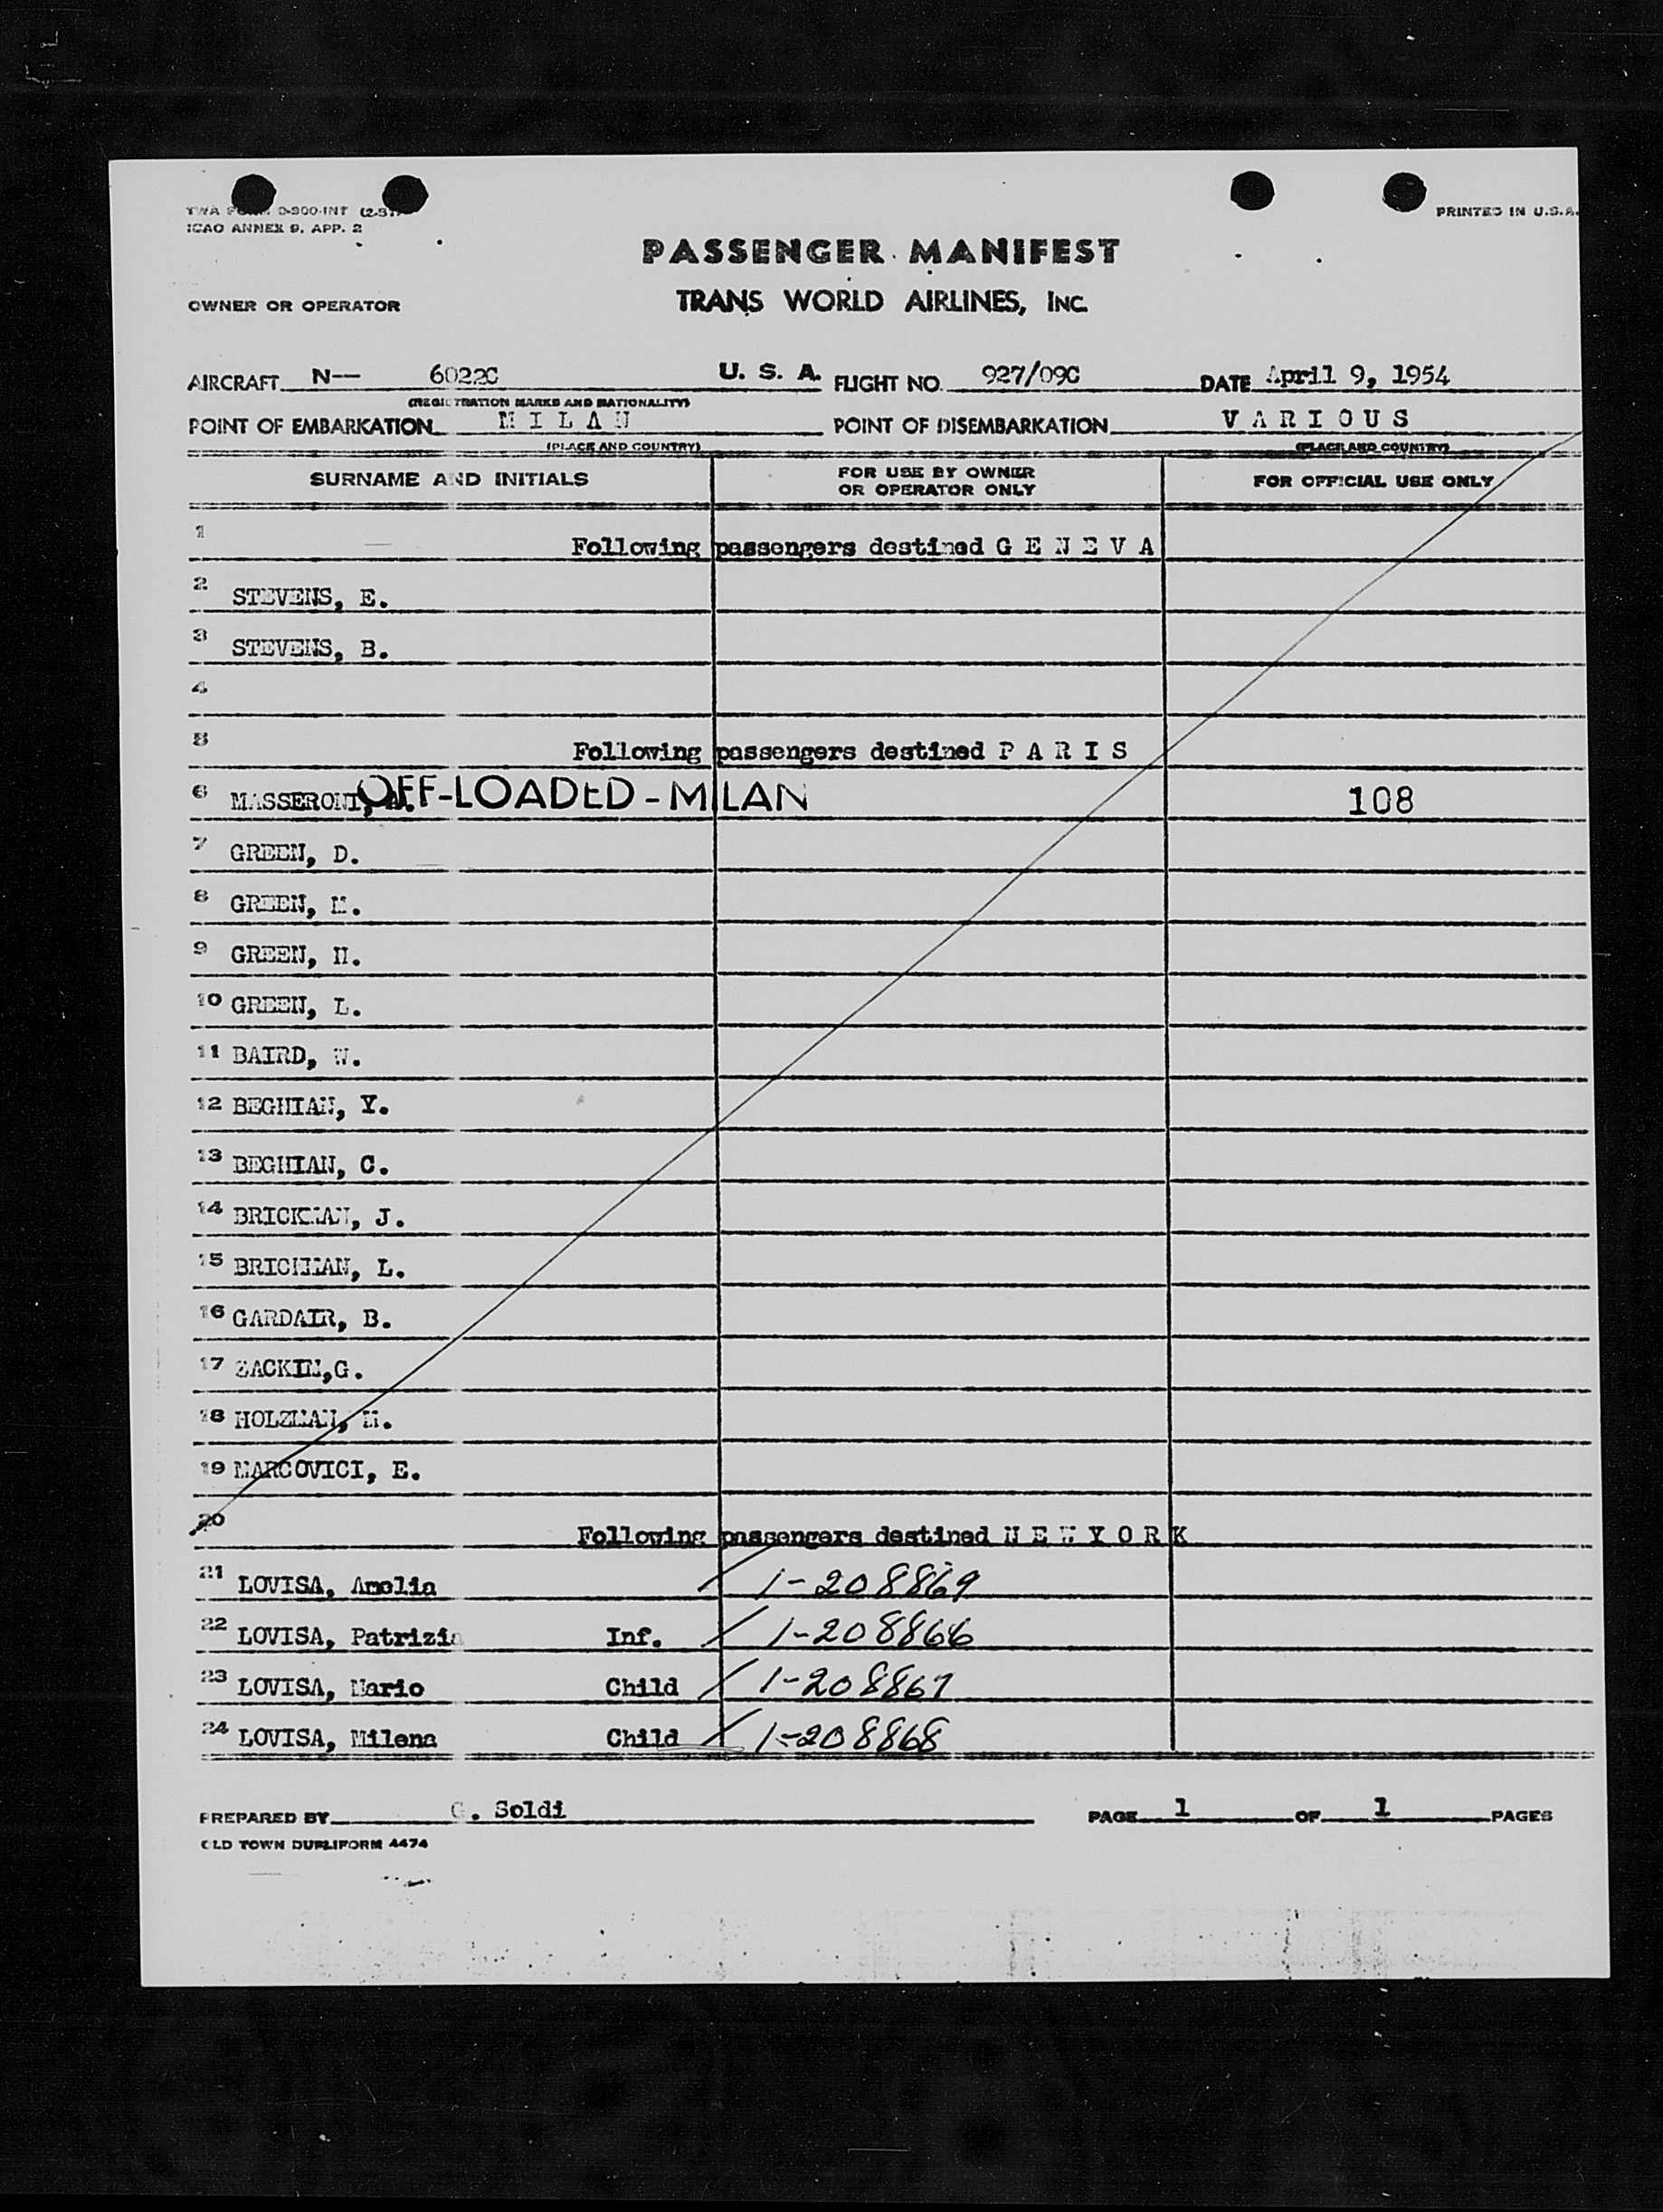 TWA FORM 0-900-INT (2-51)
ICAO ANNEX 9, APP. 2
PRINTED IN U.S.A.
PASSENGER MANIFEST
OWNER OR OPERATOR TRANS WORLD AIRLINES, INC.
AIRCRAFT N-- 6022C U. S. A. FLIGHT NO. 927/09C DATE April 9, 1954
(REGISTRATION MARKS AND NATIONALITY)
POINT OF EMBARKATION M I L A N POINT OF DISEMBARKATION V A R I O U S
(PLACE AND COUNTRY) (PLACE AND COUNTRY)
SURNAME AND INITIALS FOR USE BY OWNER OR OPERATOR ONLY FOR OFFICIAL USE ONLY
1 Following passengers destined G E N E V A
2 STEVENS, E.
3 STEVENS, B.
4
5 Following passengers destined P A R I S
6 MASSERONI, OFF-LOADED - MILAN 108
7 GREEN, D.
8 GREEN, M.
9 GREEN, H.
10 GREEN, L.
11 BAIRD, W.
12 BEGHIAN, Y.
13 BEGHIAN, C.
14 BRICKMAN, J.
15 BRICKMAN, L.
16 GARDAIR, B.
17 ZACKIM,G.
18 HOLZMAN, M.
19 MARCOVICI, E.
20 Following passengers destined N E W Y O R K
21 LOVISA, Amelia / 1-208869
22 LOVISA, Patrizia Inf. / 1-208866
23 LOVISA, Mario Child / 1-208867
24 LOVISA, Milena Child / 1-208868
PREPARED BY G. Soldi PAGE 1 OF 1 PAGES
OLD TOWN DUPLIFORM 4474